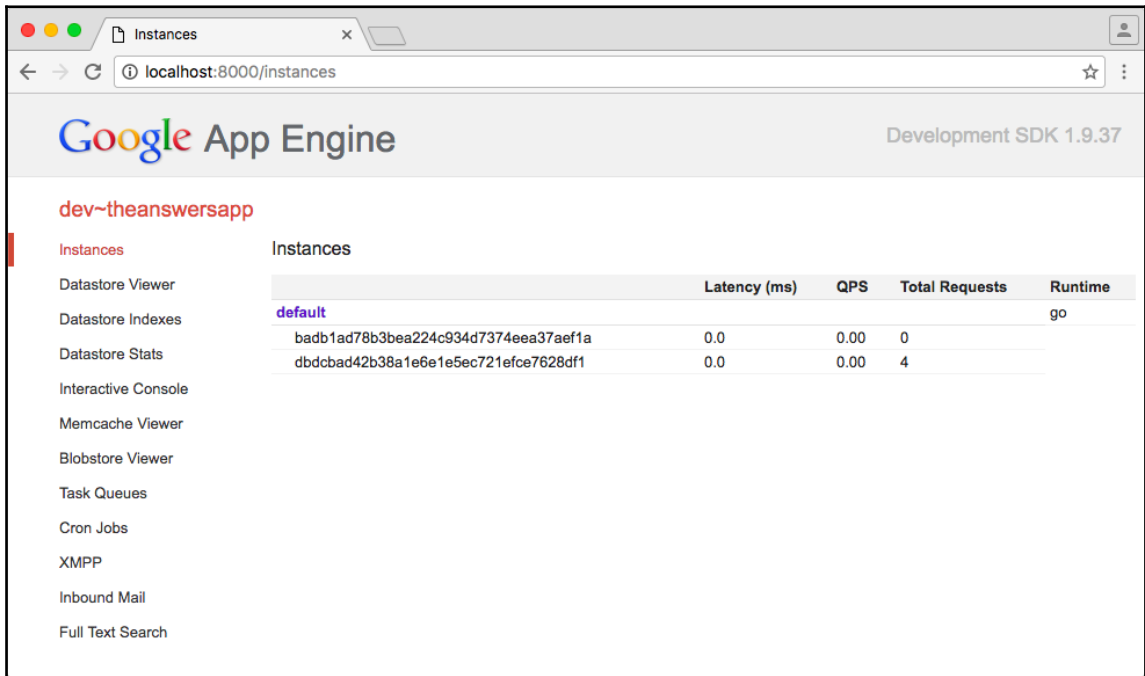 Instances
localhost:8000/instances
Google App Engine
Development SDK 1.9.37
dev~theanswersapp
Instances
Datastore Viewer
Datastore Indexes
Datastore Stats
Interactive Console
Memcache Viewer
Blobstore Viewer
Task Queues
Cron Jobs
XMPP
Inbound Mail
Full Text Search
Instances
Latency (ms) QPS Total Requests Runtime
default go
badb1ad78b3bea224c934d7374eea37aef1a 0.0 0.00 0
dbdcbad42b38a1e6e1e5ec721efce7628df1 0.0 0.00 4